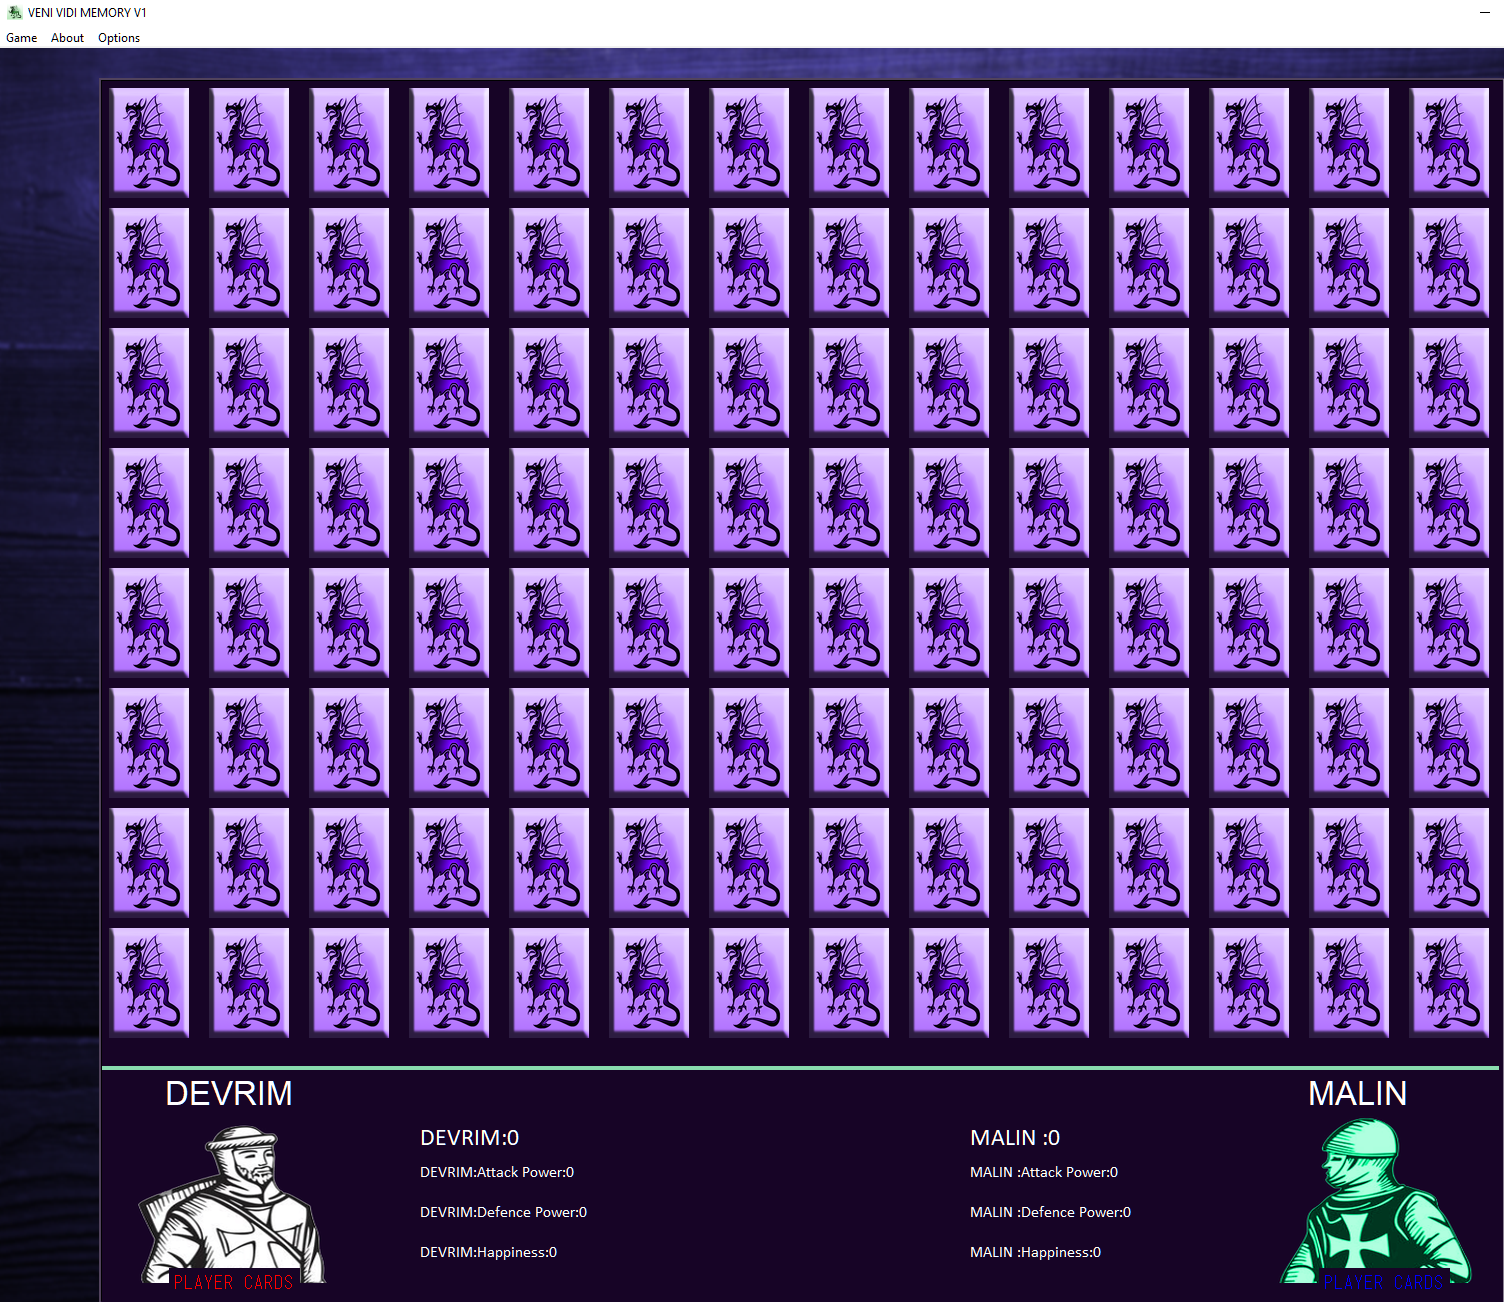 VENI VIDI MEMORY V1
Game About Options
DEVRIM
MALIN
DEVRIM:0
DEVRIM:Attack Power:0
DEVRIM:Defence Power:0
DEVRIM:Happiness:0
MALIN :0
MALIN :Attack Power:0
MALIN :Defence Power:0
MALIN :Happiness:0
PLAYER CARDS
PLAYER CARDS